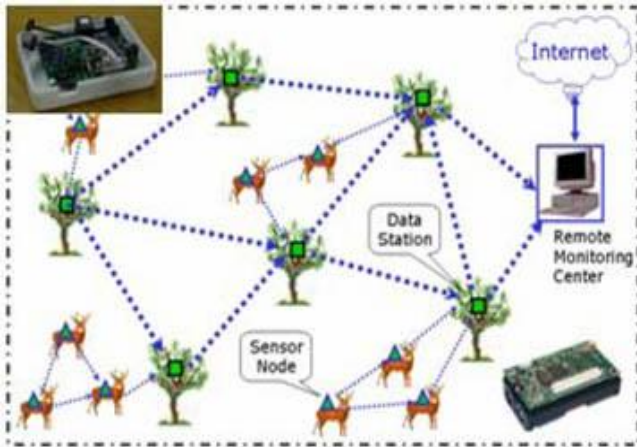 Internet
Data
Station
Remote
Monitoring
Center
Sensor
Node